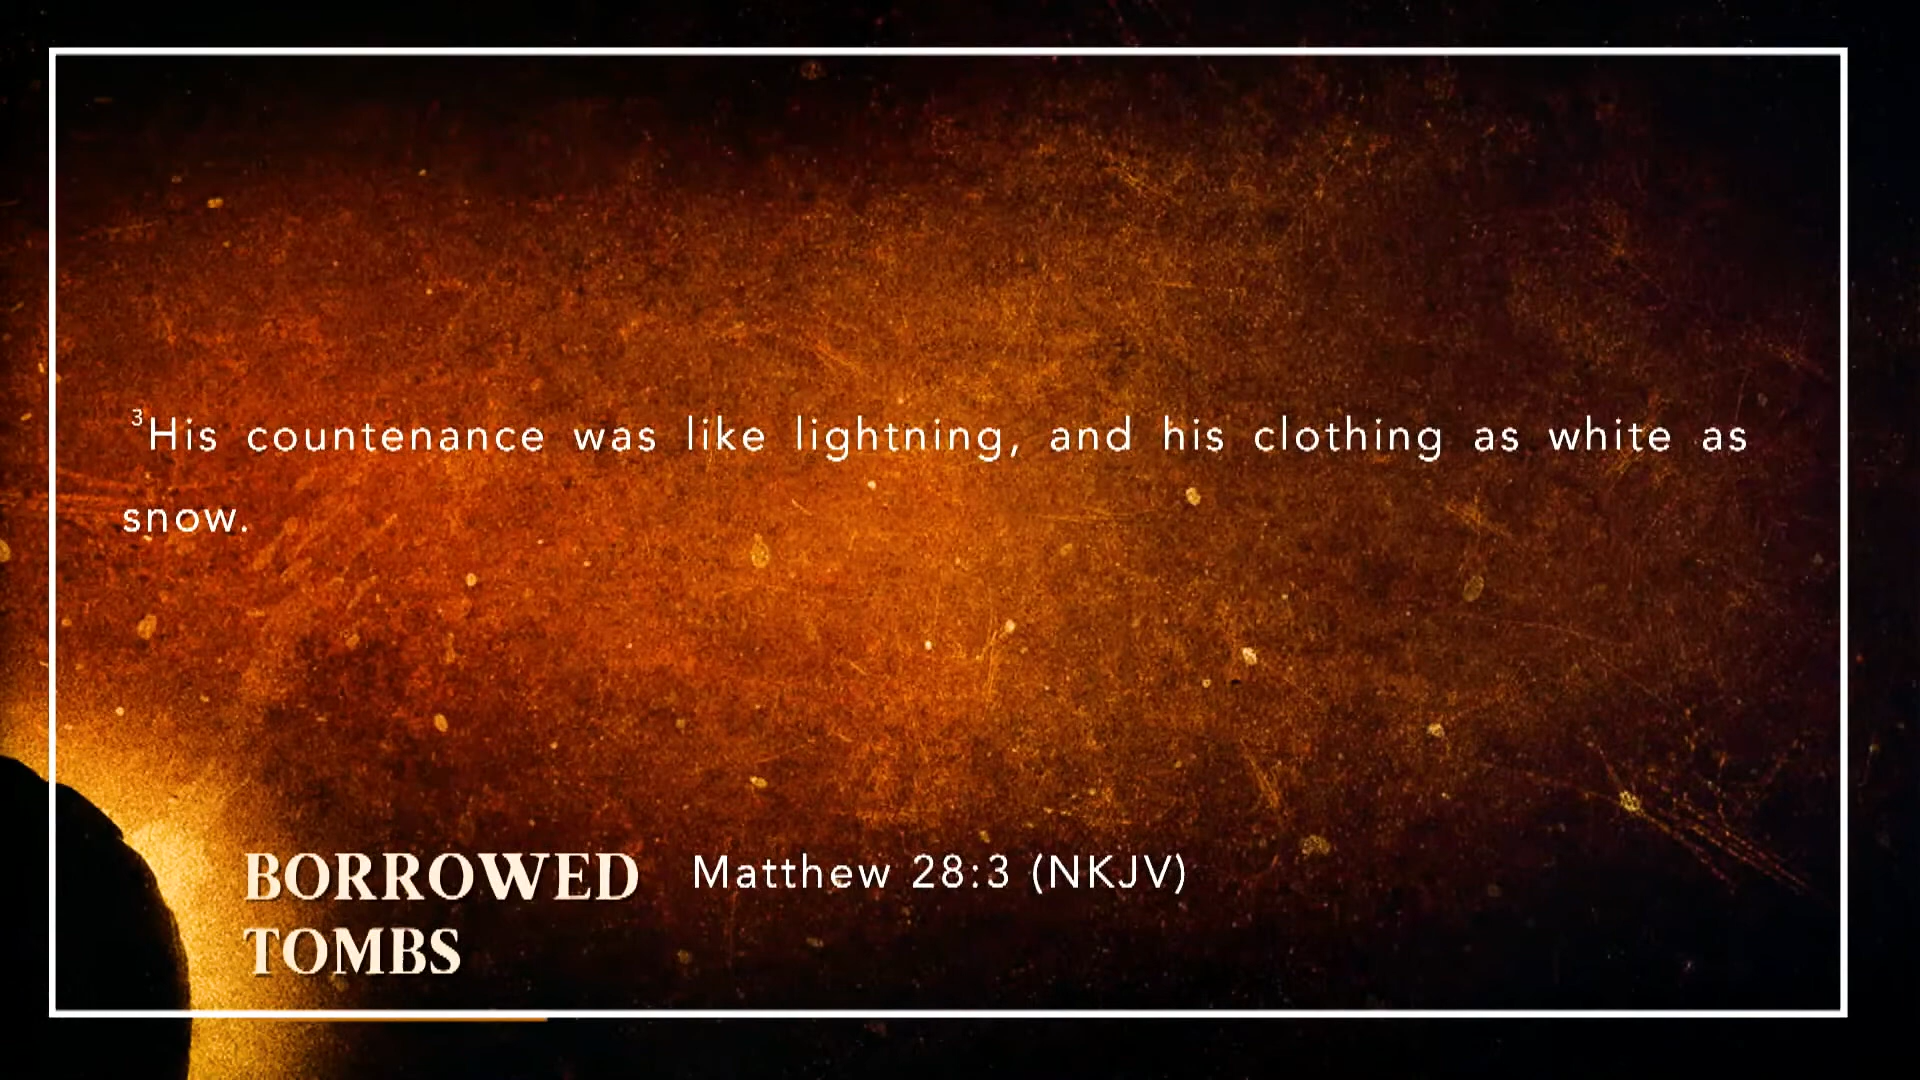 ³His countenance was like lightning, and his clothing as white as
snow.
BORROWED
TOMBS
Matthew 28:3 (NKJV)